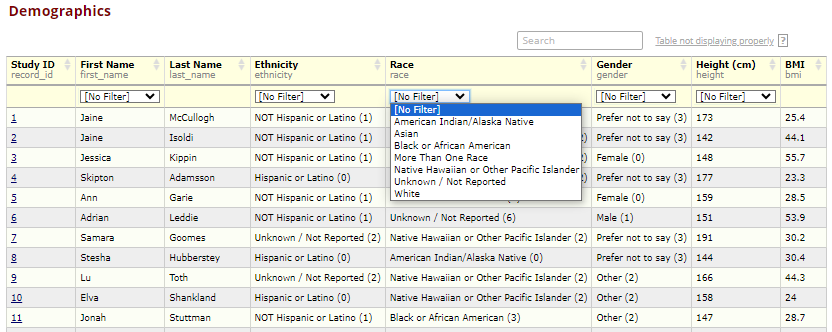 Demographics
Search
Table not displaying properly ?
Study ID First Name Last Name Ethnicity Race Gender Height (cm) BMI
record_id first_name last_name ethnicity race gender height bmi
[No Filter] [No Filter] [No Filter] [No Filter] [No Filter]
[No Filter]
American Indian/Alaska Native
Asian
Black or African American
More Than One Race
Native Hawaiian or Other Pacific Islander
Unknown / Not Reported
White
1 Jaine McCullogh NOT Hispanic or Latino (1) Prefer not to say (3) 173 25.4
2 Jaine Isoldi NOT Hispanic or Latino (1) 2) Prefer not to say (3) 142 44.1
3 Jessica Kippin NOT Hispanic or Latino (1) 2) Female (0) 148 55.7
4 Skipton Adamsson Hispanic or Latino (0) 2) Prefer not to say (3) 177 23.3
5 Ann Garie NOT Hispanic or Latino (1) Female (0) 159 28.5
6 Adrian Leddie NOT Hispanic or Latino (1) Unknown / Not Reported (6) Male (1) 151 53.9
7 Samara Goomes Unknown / Not Reported (2) Native Hawaiian or Other Pacific Islander (2) Prefer not to say (3) 191 30.2
8 Stesha Hubberstey Hispanic or Latino (0) American Indian/Alaska Native (0) Prefer not to say (3) 144 30.4
9 Lu Toth Unknown / Not Reported (2) Native Hawaiian or Other Pacific Islander (2) Other (2) 166 44.3
10 Elva Shankland Hispanic or Latino (0) Native Hawaiian or Other Pacific Islander (2) Other (2) 158 24
11 Jonah Stuttman NOT Hispanic or Latino (1) Black or African American (3) Other (2) 147 28.7